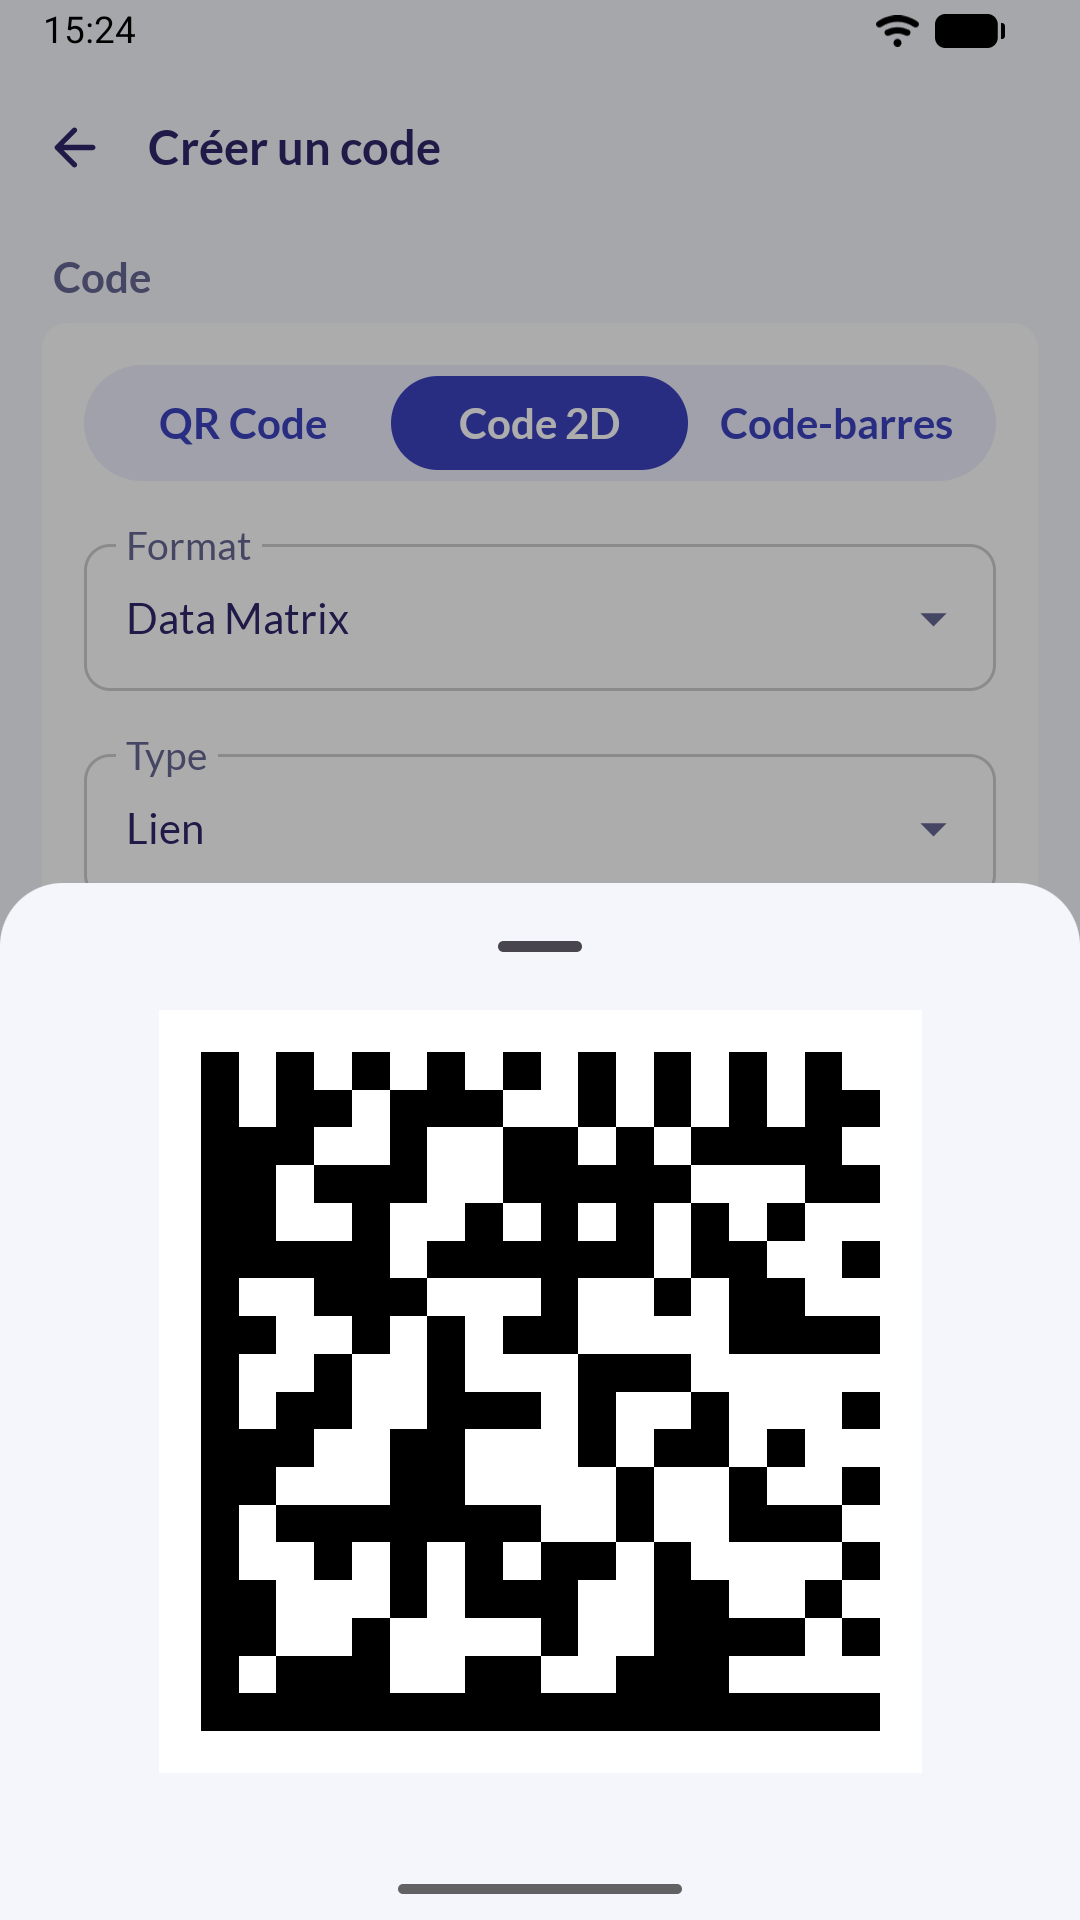 15:24
Créer un code
Code
QR Code
Code 2D
Code-barres
Format
Data Matrix
Type
Lien